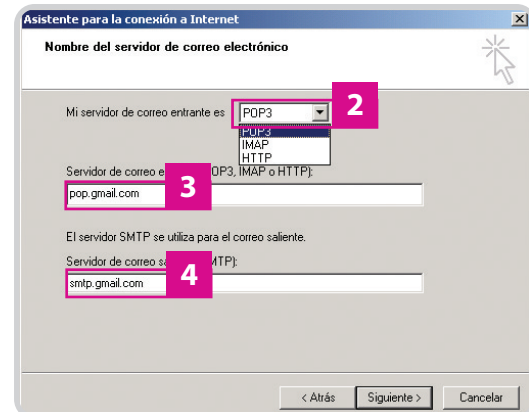 Asistente para la conexión a Internet
Nombre del servidor de correo electrónico
Mi servidor de correo entrante es POP3 2
POP3
IMAP
HTTP
Servidor de correo e OP3, IMAP o HTTP):
pop.gmail.com 3
El servidor SMTP se utiliza para el correo saliente.
Servidor de correo sa MTP):
smtp.gmail.com 4
< Atrás Siguiente > Cancelar